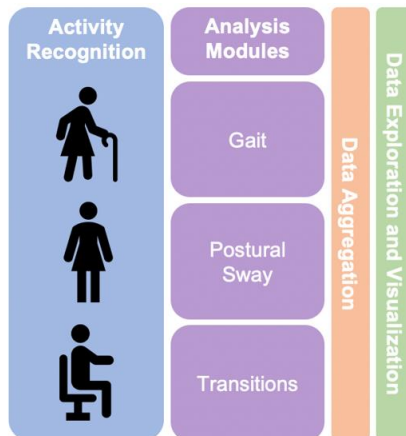 Activity
Recognition
Analysis
Modules
Gait
Postural
Sway
Transitions
Data Aggregation
Data Exploration and Visualization